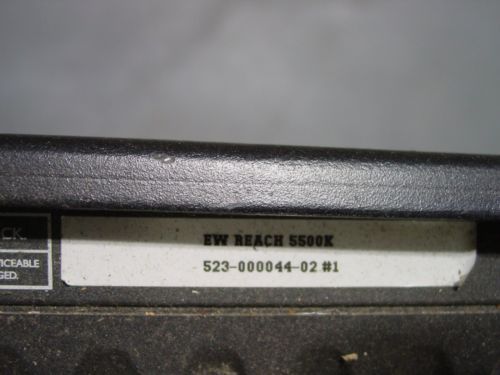 CK.
ICEABLE
GED.
EW REACH 5500K
523-000044-02 #1